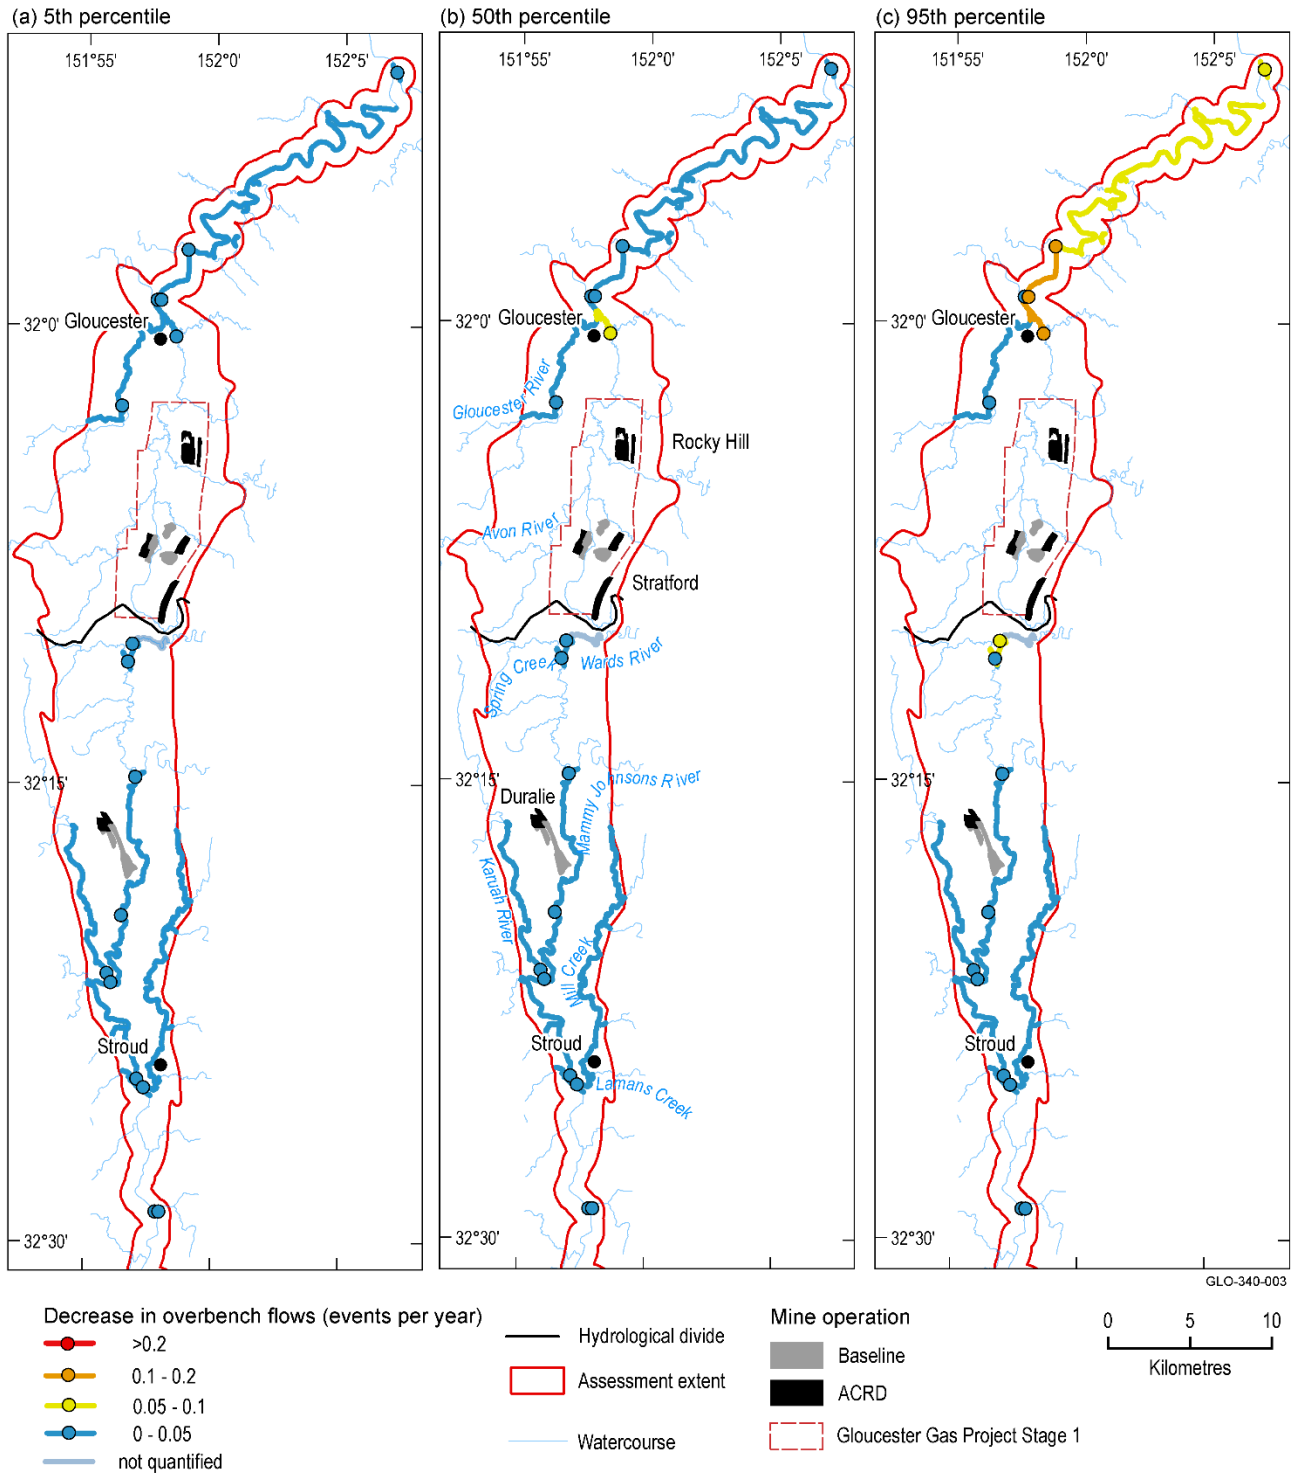 (a) 5th percentile
(b) 50th percentile
(c) 95th percentile
151°55'
152°0'
152°5'
151°55'
152°0'
152°5'
151°55'
152°0'
152°5'
32°0'
Gloucester
32°15'
Stroud
32°30'
32°0'
Gloucester
Gloucester River
Rocky Hill
Avon River
Stratford
Spring Creek
Wards River
32°15'
Mammy Johnsons River
Duralie
Karuah River
Mill Creek
Stroud
Lamans Creek
32°30'
32°0'
Gloucester
32°15'
Stroud
32°30'
GLO-340-003
Decrease in overbench flows (events per year)
>0.2
0.1 - 0.2
0.05 - 0.1
0 - 0.05
not quantified
Hydrological divide
Assessment extent
Watercourse
Mine operation
Baseline
ACRD
Gloucester Gas Project Stage 1
0 5 10
Kilometres